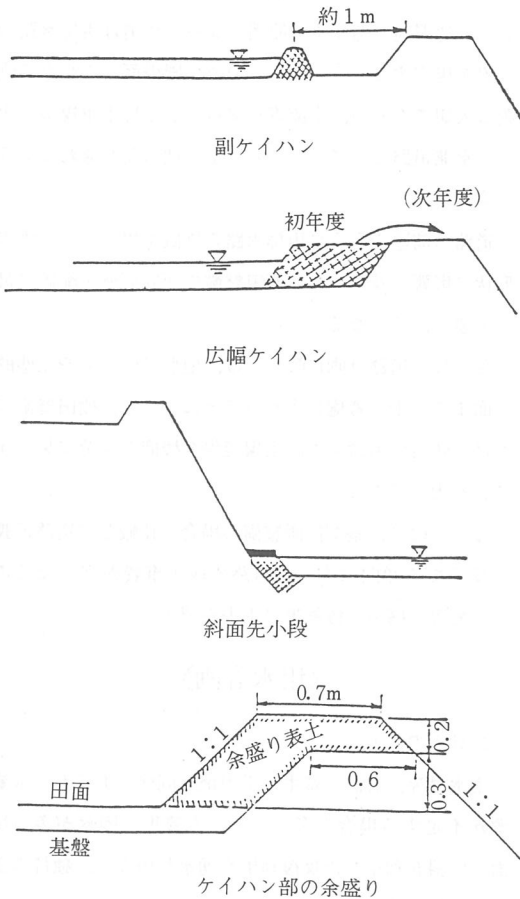 約1m
副ケイハン
(次年度)
初年度
広幅ケイハン
斜面先小段
0.7m
1:1
余盛り表土
0.2
0.6
0.3
1:1
田面
基盤
ケイハン部の余盛り